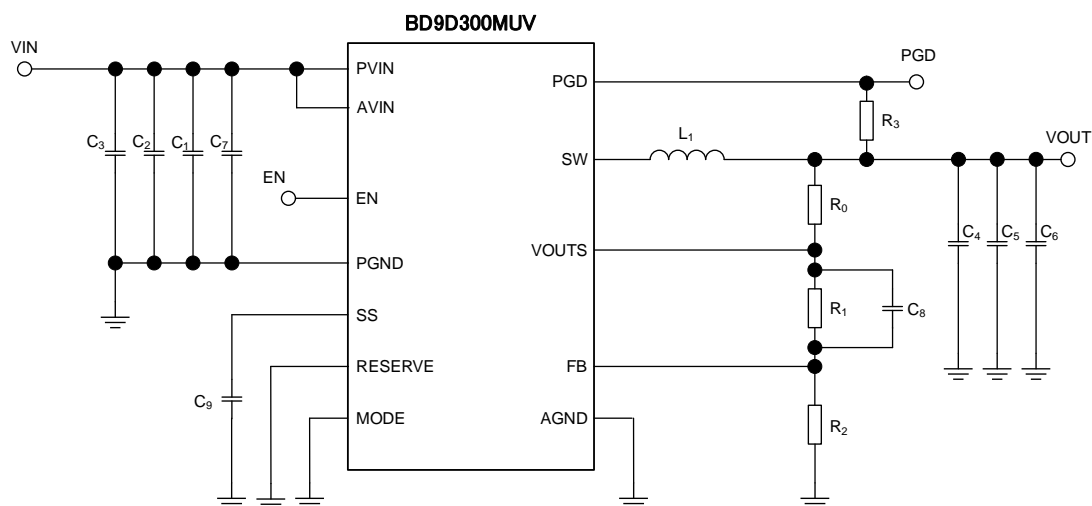 BD9D300MUV
VIN
PVIN
AVIN
C₃
C₂
C₁
C₇
EN
EN
PGND
SS
RESERVE
C₉
MODE
PGD
PGD
R₃
SW
L₁
VOUT
R₀
VOUTS
C₄
C₅
C₆
R₁
C₈
FB
AGND
R₂